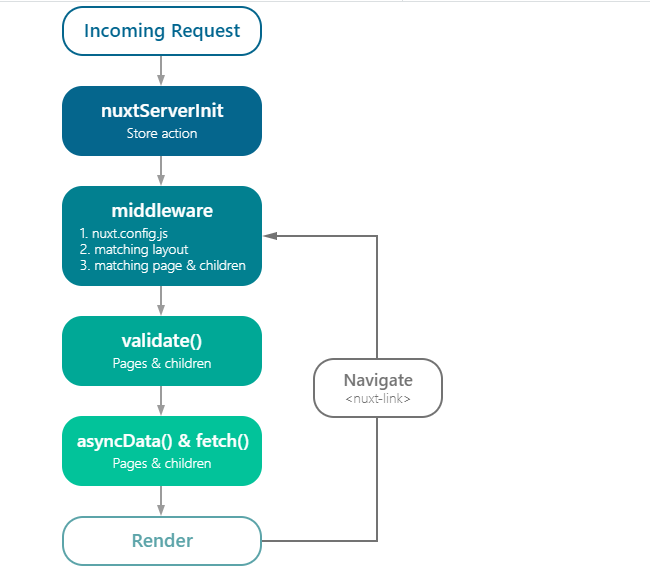 Incoming Request
nuxtServerInit
Store action
middleware
1. nuxt.config.js
2. matching layout
3. matching page & children
validate()
Pages & children
Navigate
<nuxt-link>
asyncData() & fetch()
Pages & children
Render